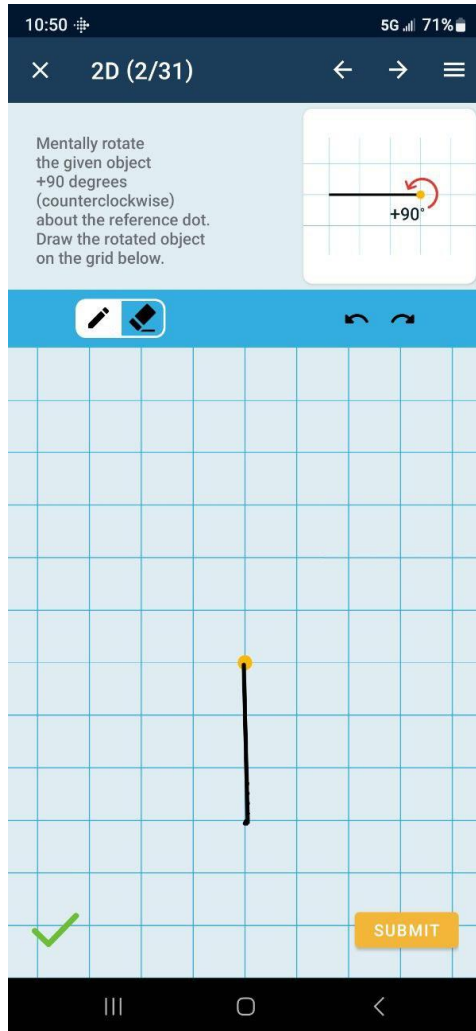 10:50 5G 71%
2D (2/31)
Mentally rotate
the given object
+90 degrees
(counterclockwise)
about the reference dot.
Draw the rotated object
on the grid below.
+90°
SUBMIT